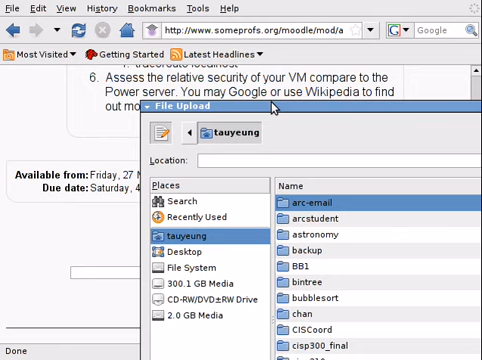 File Edit View History Bookmarks Tools Help
http://www.someprofs.org/moodle/mod/a
Google
Most Visited Getting Started Latest Headlines
6. Assess the relative security of your VM compare to the
Power server. You may Google or use Wikipedia to find
out mo
File Upload
tauyeung
Location:
Available from: Friday, 27 M
Due date: Saturday, 4
Places
Search
Recently Used
tauyeung
Desktop
File System
300.1 GB Media
CD-RW/DVD±RW Drive
2.0 GB Media
Name
arc-email
arcstudent
astronomy
backup
BB1
bintree
bubblesort
chan
CISCoord
cisp300_final
Done